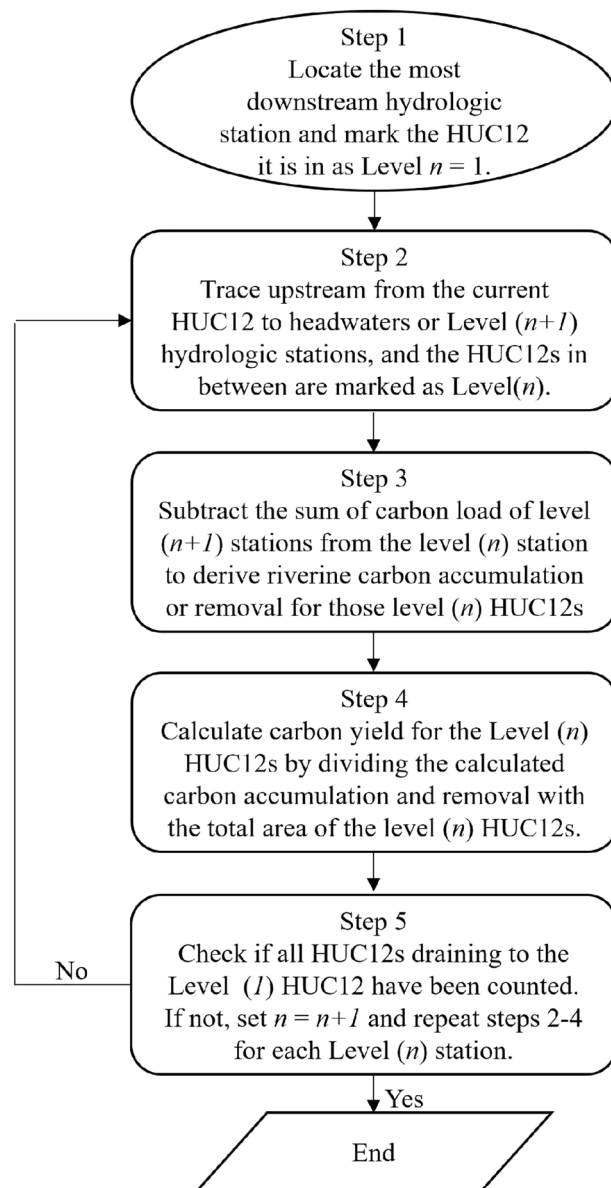 Step 1
Locate the most
downstream hydrologic
station and mark the HUC12
it is in as Level n = 1.
Step 2
Trace upstream from the current
HUC12 to headwaters or Level (n+1)
hydrologic stations, and the HUC12s in
between are marked as Level(n).
Step 3
Subtract the sum of carbon load of level
(n+1) stations from the level (n) station
to derive riverine carbon accumulation
or removal for those level (n) HUC12s
Step 4
Calculate carbon yield for the Level (n)
HUC12s by dividing the calculated
carbon accumulation and removal with
the total area of the level (n) HUC12s.
Step 5
Check if all HUC12s draining to the
Level (1) HUC12 have been counted.
If not, set n = n+1 and repeat steps 2-4
for each Level (n) station.
No
Yes
End